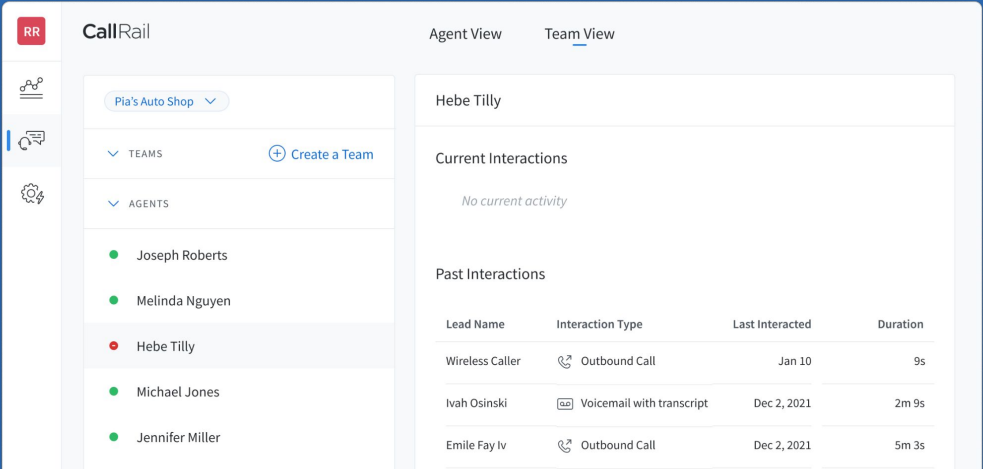 RR
CallRail
Agent View Team View
Pia's Auto Shop
TEAMS Create a Team
AGENTS
Joseph Roberts
Melinda Nguyen
Hebe Tilly
Michael Jones
Jennifer Miller
Hebe Tilly
Current Interactions
No current activity
Past Interactions
Lead Name Interaction Type Last Interacted Duration
Wireless Caller Outbound Call Jan 10 9s
Ivah Osinski Voicemail with transcript Dec 2, 2021 2m 9s
Emile Fay Iv Outbound Call Dec 2, 2021 5m 3s